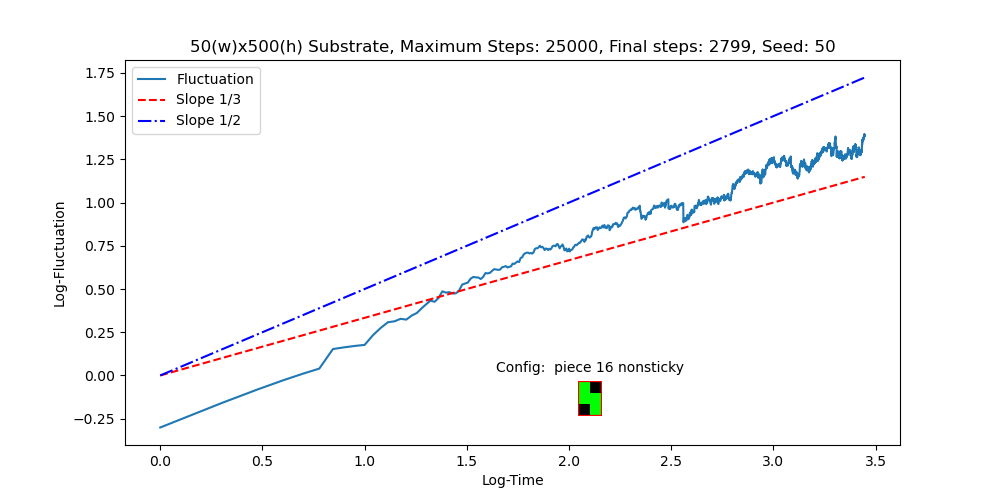 50(w)x500(h) Substrate, Maximum Steps: 25000, Final steps: 2799, Seed: 50
Fluctuation
Slope 1/3
Slope 1/2
1.75
1.50
1.25
1.00
0.75
0.50
0.25
0.00
−0.25
Log-Fluctuation
Config:  piece 16 nonsticky
0.0 0.5 1.0 1.5 2.0 2.5 3.0 3.5
Log-Time